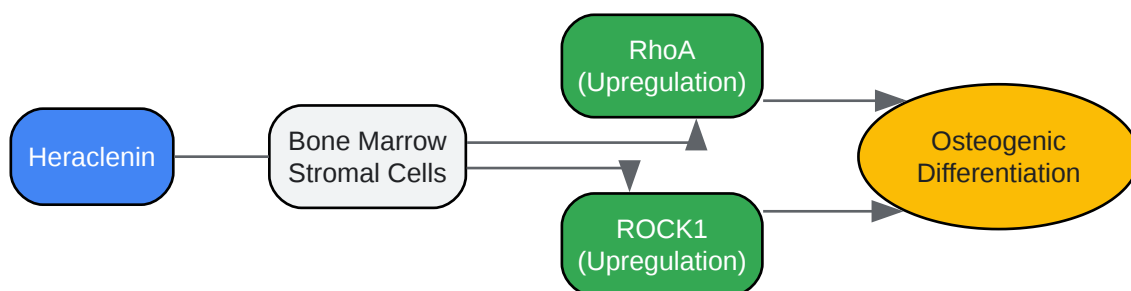 Heraclenin
Bone Marrow
Stromal Cells
RhoA
(Upregulation)
ROCK1
(Upregulation)
Osteogenic
Differentiation